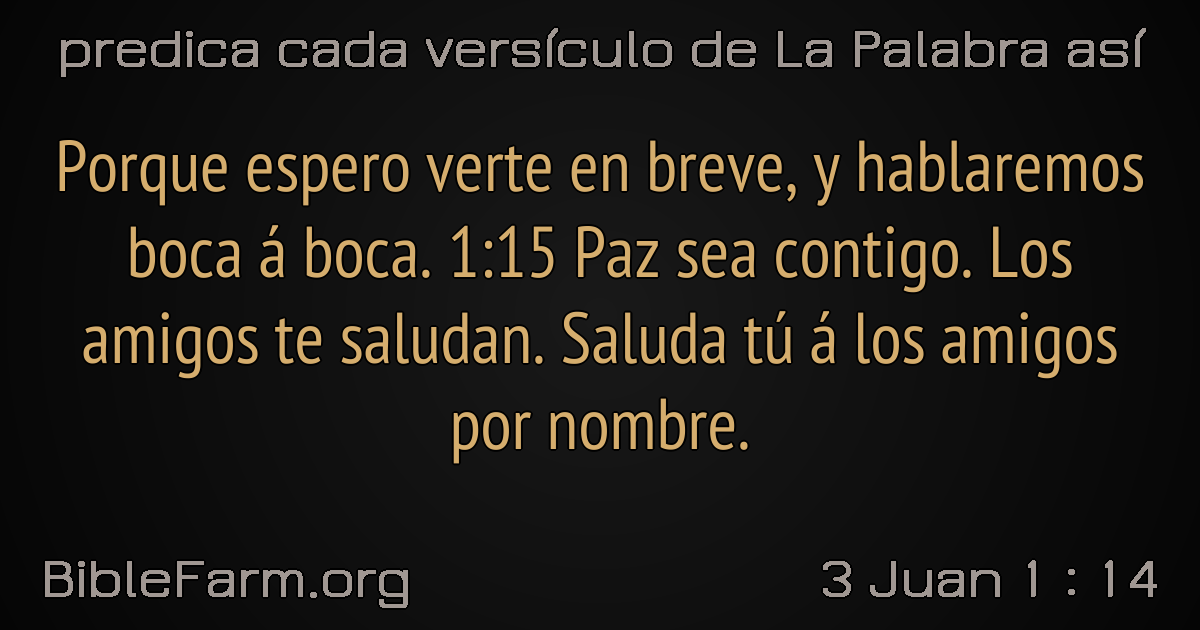 predica cada versículo de La Palabra así
Porque espero verte en breve, y hablaremos
boca á boca. 1:15 Paz sea contigo. Los
amigos te saludan. Saluda tú á los amigos
por nombre.
BibleFarm.org
3 Juan 1 : 14